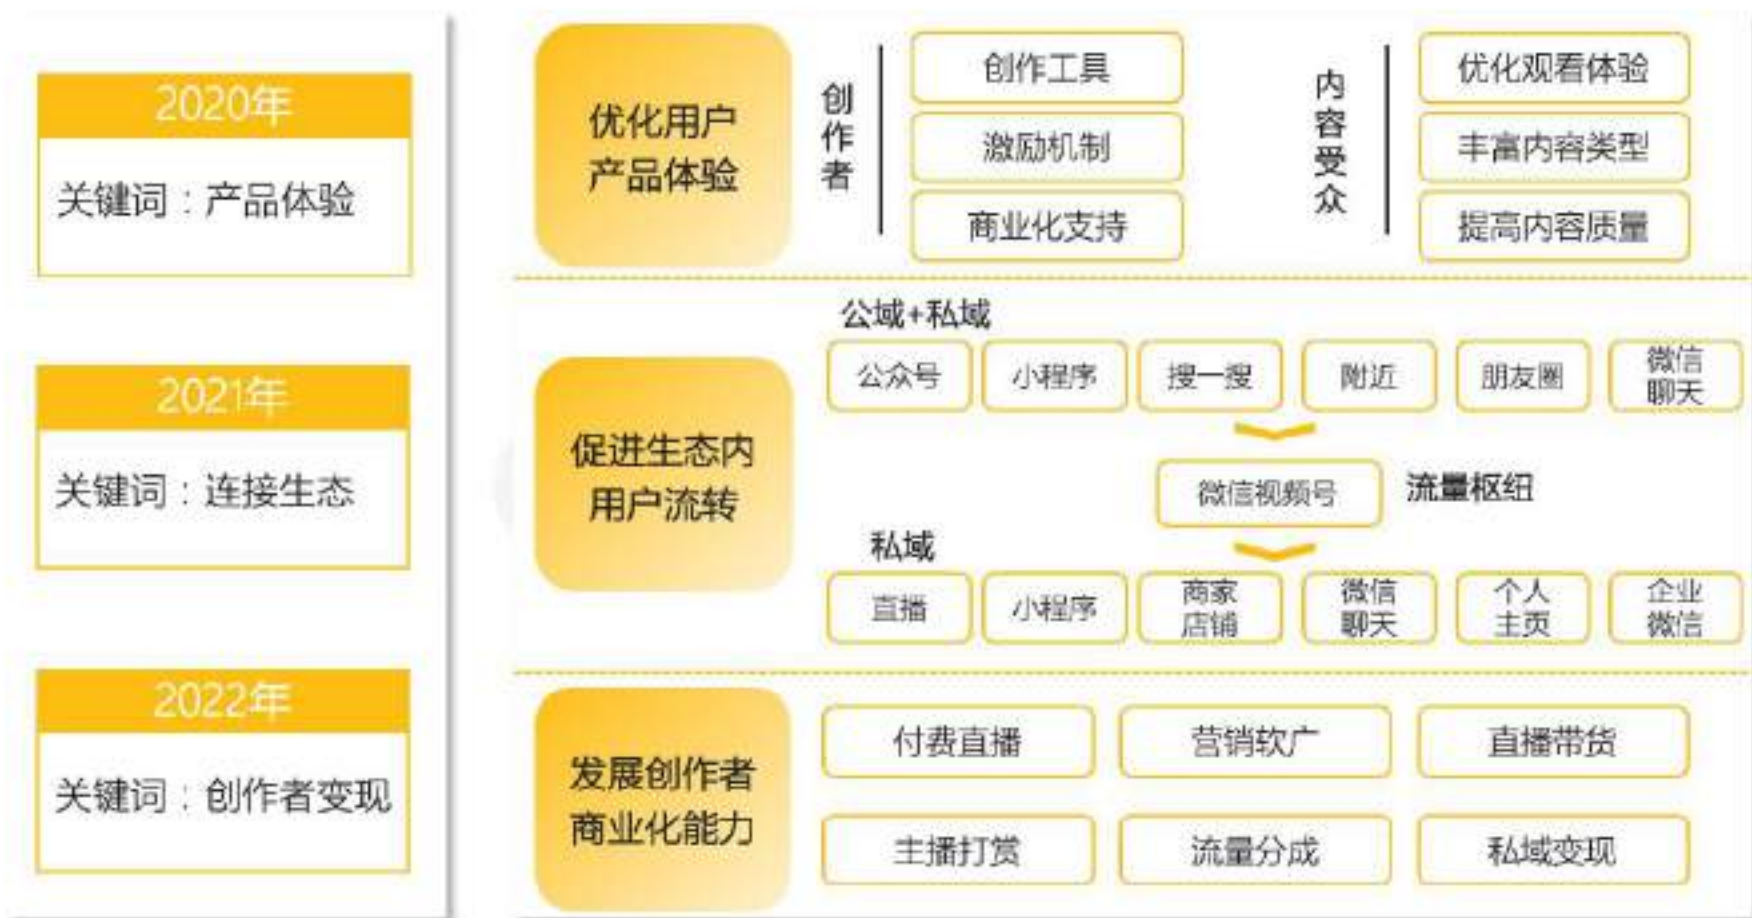 2020年
关键词：产品体验
2021年
关键词：连接生态
2022年
关键词：创作者变现
优化用户
产品体验
创作者
创作工具
激励机制
商业化支持
内容受众
优化观看体验
丰富内容类型
提高内容质量
促进生态内
用户流转
公域+私域
公众号
小程序
搜一搜
附近
朋友圈
微信
聊天
微信视频号
流量枢纽
私域
直播
小程序
商家
店铺
微信
聊天
个人
主页
企业
微信
发展创作者
商业化能力
付费直播
营销软广
直播带货
主播打赏
流量分成
私域变现